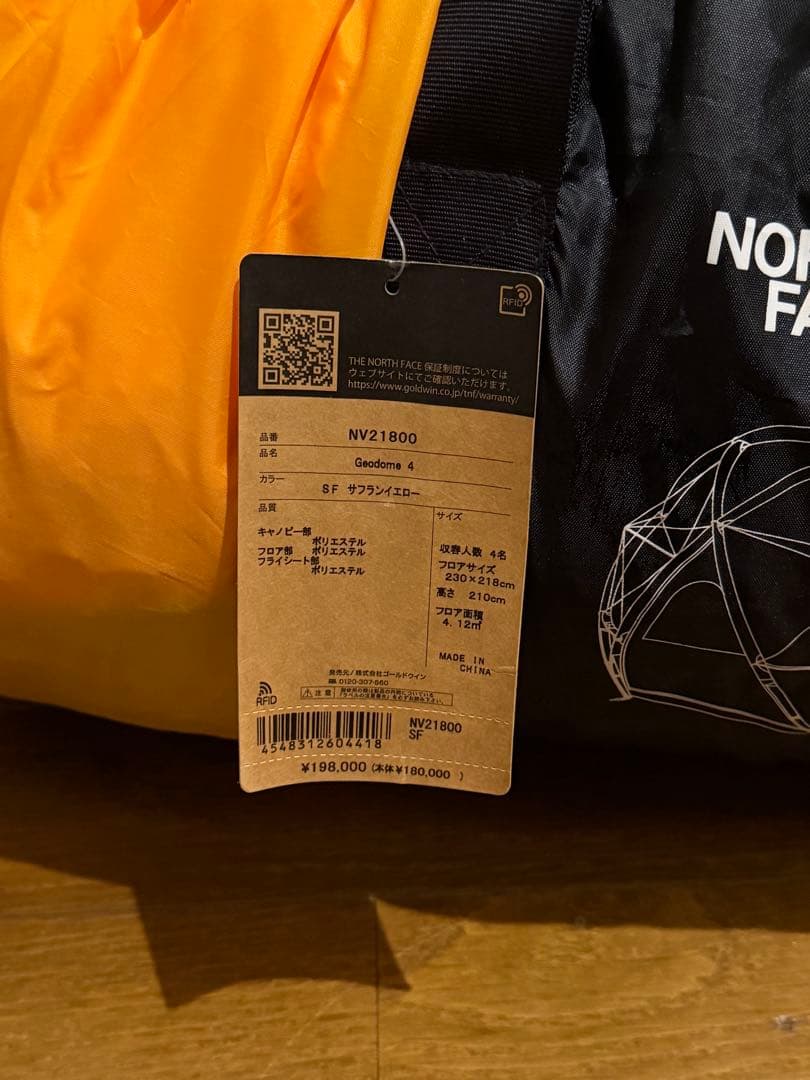 NOR
FA
RFID
THE NORTH FACE 保証制度については
ウェブサイトにてご確認いただけます。
https://www.goldwin.co.jp/tnf/warranty/
品番 NV21800
品名 Geodome 4
カラー SF サフランイエロー
品質
キャノピー部
ポリエステル
フロア部 ポリエステル
フライシート部
ポリエステル
サイズ
収容人数 4名
フロアサイズ
230×218cm
高さ 210cm
フロア面積
4.12㎡
MADE IN
CHINA
発売元/株式会社ゴールドウイン
0120-307-560
RFID
注意
4548312604418
NV21800
SF
¥198,000 (本体¥180,000 )